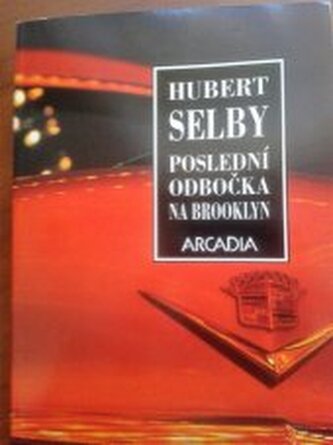 HUBERT
SELBY
POSLEDNÍ
ODBOČKA
NA BROOKLYN
ARCADIA